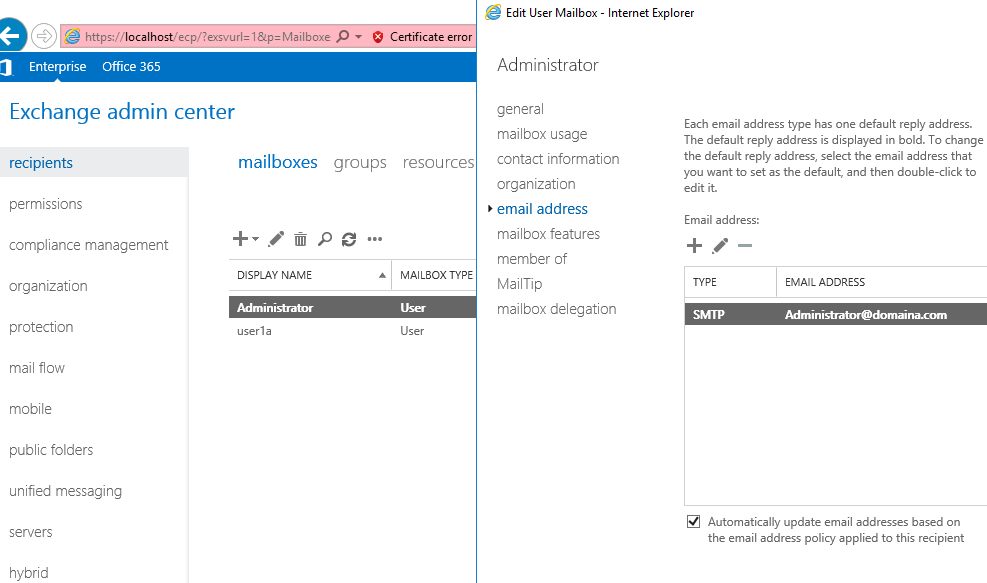 https://localhost/ecp/?exsvurl=1&p=Mailboxe
Certificate error
Enterprise Office 365
Exchange admin center
recipients
permissions
compliance management
organization
protection
mail flow
mobile
public folders
unified messaging
servers
hybrid
mailboxes groups resources
DISPLAY NAME MAILBOX TYPE
Administrator User
user1a User
Edit User Mailbox - Internet Explorer
Administrator
general
mailbox usage
contact information
organization
email address
mailbox features
member of
MailTip
mailbox delegation
Each email address type has one default reply address.
The default reply address is displayed in bold. To change
the default reply address, select the email address that
you want to set as the default, and then double-click to
edit it.
Email address:
TYPE EMAIL ADDRESS
SMTP Administrator@domaina.com
Automatically update email addresses based on
the email address policy applied to this recipient